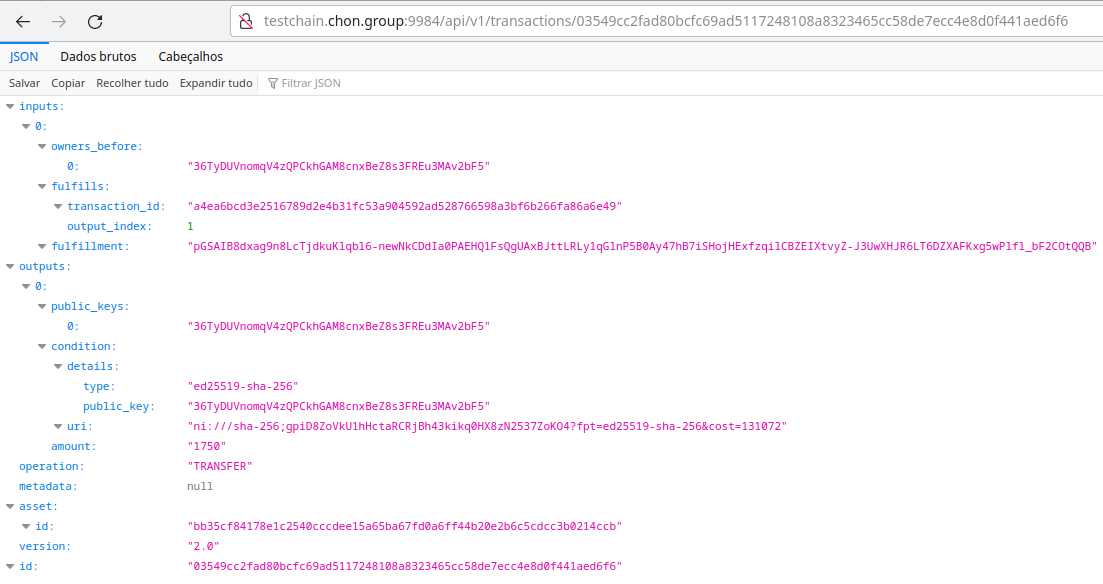 testchain.chon.group:9984/api/v1/transactions/03549cc2fad80bcfc69ad5117248108a8323465cc58de7ecc4e8d0f441aed6f6
JSON Dados brutos Cabeçalhos
Salvar Copiar Recolher tudo Expandir tudo Filtrar JSON
inputs:
0:
owners_before:
0: "36TyDUVnomqV4zQPCkhGAM8cnxBeZ8s3FREu3MAv2bF5"
fulfills:
transaction_id: "a4ea6bcd3e2516789d2e4b31fc53a904592ad528766598a3bf6b266fa86a6e49"
output_index: 1
fulfillment: "pGSAIB8dxag9n8LcTjdkuKlqbl6-newNkCDdIa0PAEHQ1FsQgUAxBJttLRLy1qGlnP5B0Ay47hB7iSHojHExfzqilCBZEIXtvyZ-J3UwXHJR6LT6DZXAFKxg5wPlfl_bF2COtQQB"
outputs:
0:
public_keys:
0: "36TyDUVnomqV4zQPCkhGAM8cnxBeZ8s3FREu3MAv2bF5"
condition:
details:
type: "ed25519-sha-256"
public_key: "36TyDUVnomqV4zQPCkhGAM8cnxBeZ8s3FREu3MAv2bF5"
uri: "ni:///sha-256;gpiD8ZoVkU1hHctaRCRjBh43kikq0HX8zN2537ZoKO4?fpt=ed25519-sha-256&cost=131072"
amount: "1750"
operation: "TRANSFER"
metadata: null
asset:
id: "bb35cf84178e1c2540cccdee15a65ba67fd0a6ff44b20e2b6c5cdcc3b0214ccb"
version: "2.0"
id: "03549cc2fad80bcfc69ad5117248108a8323465cc58de7ecc4e8d0f441aed6f6"